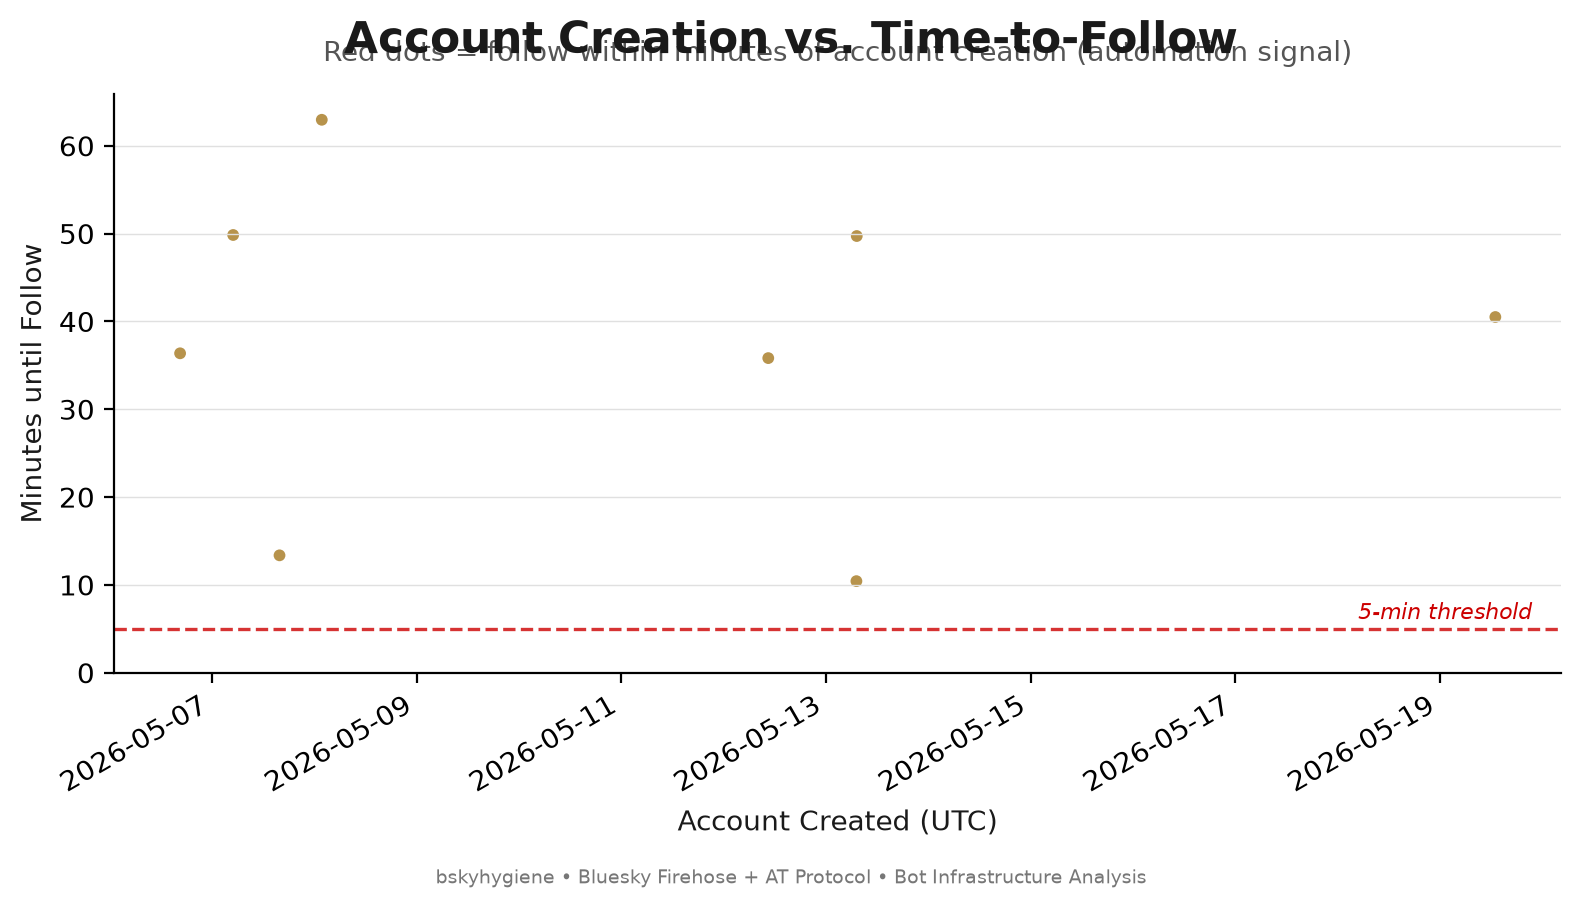 Account Creation vs. Time-to-Follow
Red dots = follow within minutes of account creation (automation signal)
Minutes until Follow
60
50
40
30
20
10
0
5-min threshold
2026-05-07
2026-05-09
2026-05-11
2026-05-13
2026-05-15
2026-05-17
2026-05-19
Account Created (UTC)
bskyhygiene • Bluesky Firehose + AT Protocol • Bot Infrastructure Analysis